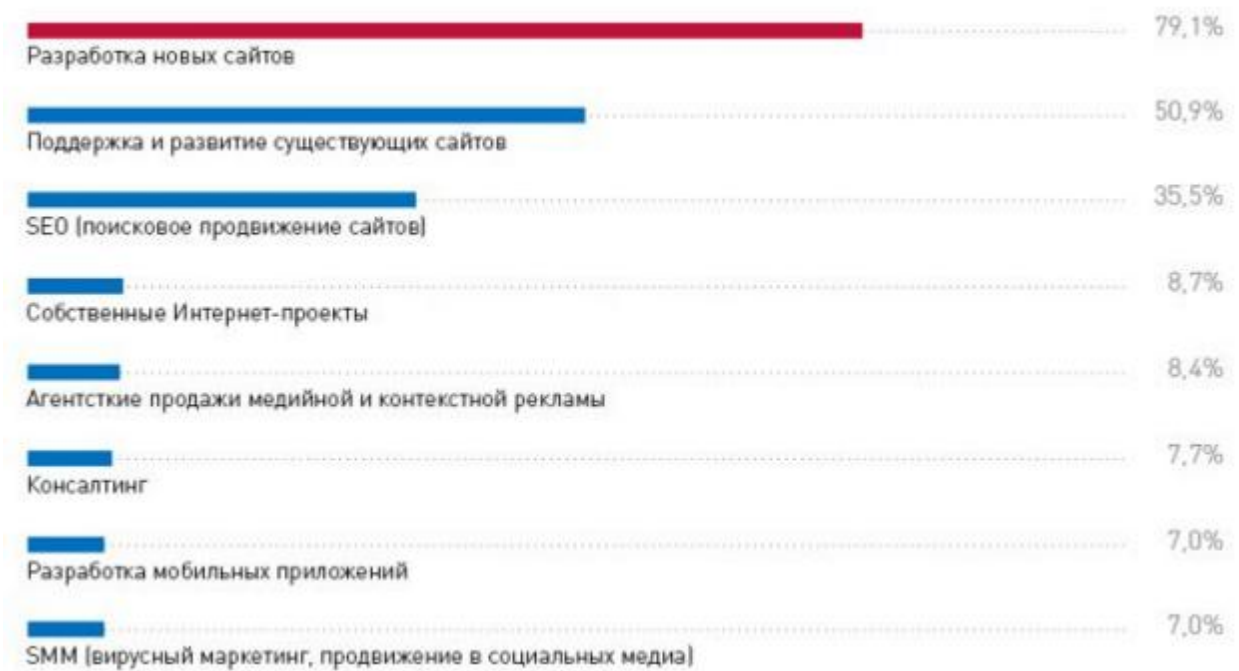 79,1%
Разработка новых сайтов
50,9%
Поддержка и развитие существующих сайтов
35,5%
SEO (поисковое продвижение сайтов)
8,7%
Собственные Интернет-проекты
8,4%
Агентсткие продажи медийной и контекстной рекламы
7,7%
Консалтинг
7,0%
Разработка мобильных приложений
7,0%
SMM (вирусный маркетинг, продвижение в социальных медиа)